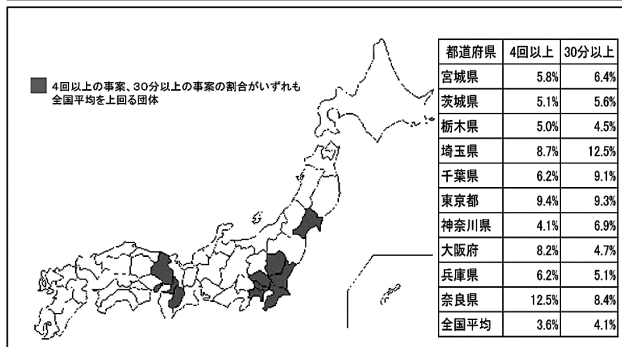 4回以上の事案、30分以上の事案の割合がいずれも
全国平均を上回る団体
都道府県 4回以上 30分以上
宮城県 5.8% 6.4%
茨城県 5.1% 5.6%
栃木県 5.0% 4.5%
埼玉県 8.7% 12.5%
千葉県 6.2% 9.1%
東京都 9.4% 9.3%
神奈川県 4.1% 6.9%
大阪府 8.2% 4.7%
兵庫県 6.2% 5.1%
奈良県 12.5% 8.4%
全国平均 3.6% 4.1%